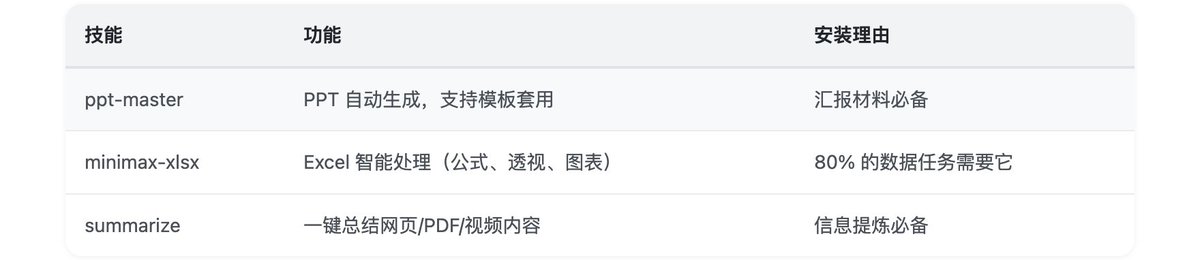 技能 功能 安装理由
ppt-master PPT 自动生成，支持模板套用 汇报材料必备
minimax-xlsx Excel 智能处理（公式、透视、图表） 80% 的数据任务需要它
summarize 一键总结网页/PDF/视频内容 信息提炼必备